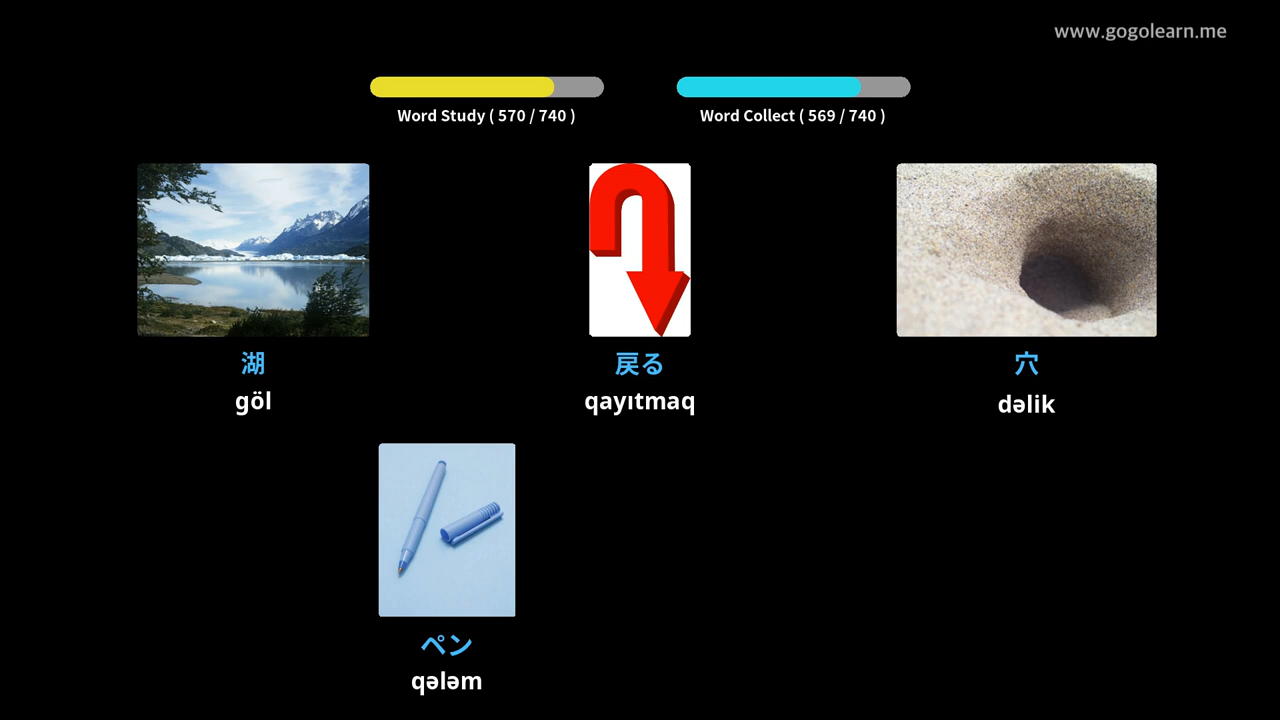 www.gogolearn.me
Word Study ( 570 / 740 )
Word Collect ( 569 / 740 )
湖
göl
戻る
qayıtmaq
穴
dəlik
ペン
qələm